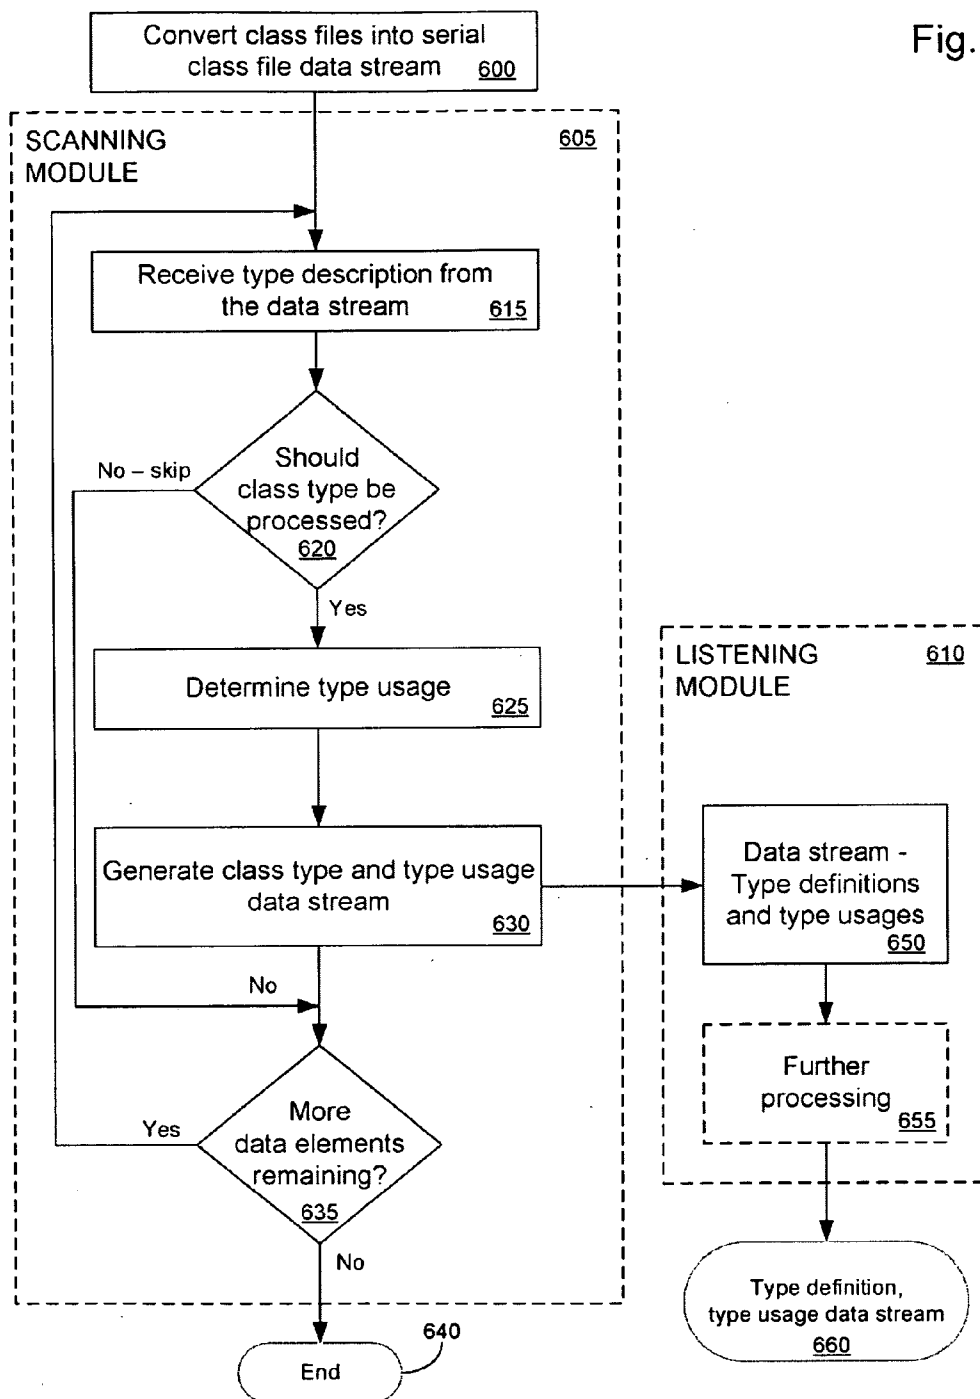 Convert class files into serial
class file data stream 600
Fig.
SCANNING
MODULE
605
Receive type description from
the data stream 615
No – skip
Should
class type be
processed?
620
Yes
Determine type usage
625
LISTENING
MODULE
610
Generate class type and type usage
data stream
630
Data stream -
Type definitions
and type usages
650
No
Further
processing
655
Yes
More
data elements
remaining?
635
No
Type definition,
type usage data stream
660
640
End